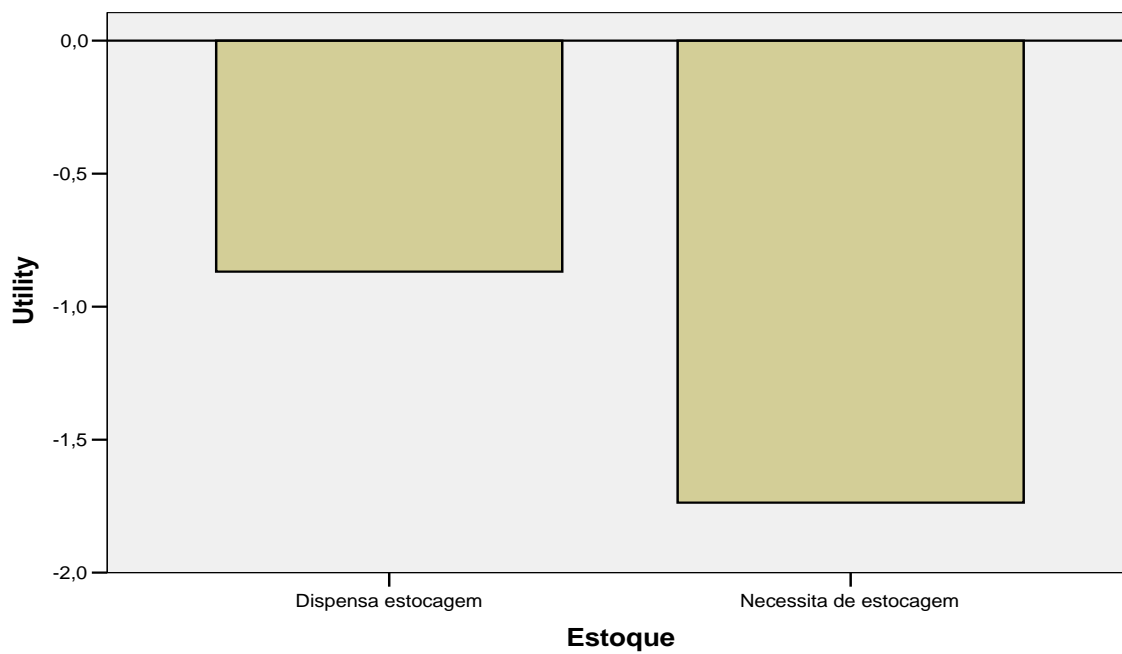 0,0
-0,5
-1,0
-1,5
-2,0
Utility
Dispensa estocagem
Necessita de estocagem
Estoque